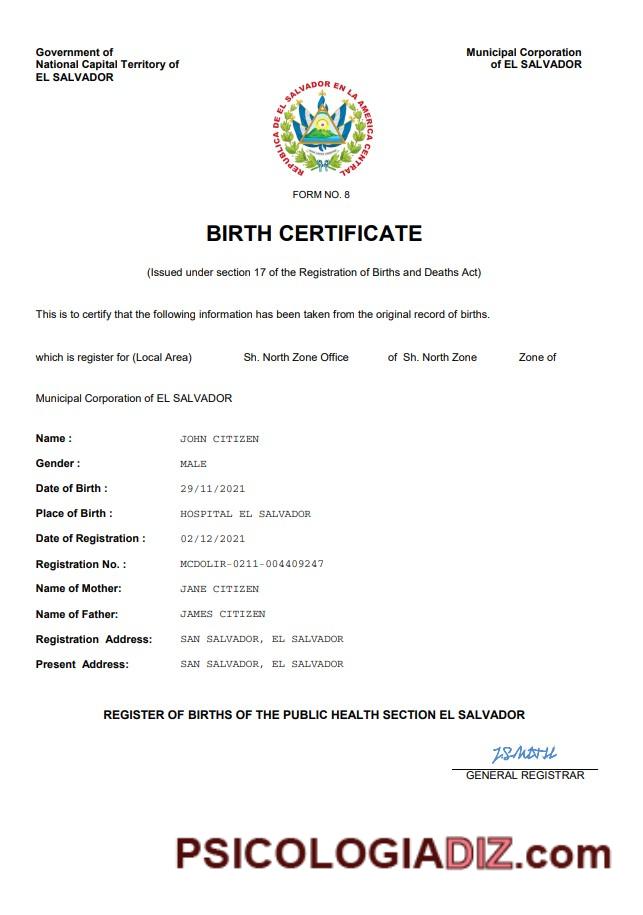 Government of
National Capital Territory of
EL SALVADOR
Municipal Corporation
of EL SALVADOR
REPUBLICA DE EL SALVADOR EN LA AMERICA CENTRAL
FORM NO. 8
BIRTH CERTIFICATE
(Issued under section 17 of the Registration of Births and Deaths Act)
This is to certify that the following information has been taken from the original record of births.
which is register for (Local Area) Sh. North Zone Office of Sh. North Zone Zone of
Municipal Corporation of EL SALVADOR
Name : JOHN CITIZEN
Gender : MALE
Date of Birth : 29/11/2021
Place of Birth : HOSPITAL EL SALVADOR
Date of Registration : 02/12/2021
Registration No. : MCDOLIR-0211-004409247
Name of Mother: JANE CITIZEN
Name of Father: JAMES CITIZEN
Registration Address: SAN SALVADOR, EL SALVADOR
Present Address: SAN SALVADOR, EL SALVADOR
REGISTER OF BIRTHS OF THE PUBLIC HEALTH SECTION EL SALVADOR
GENERAL REGISTRAR
PSICOLOGIADIZ.com